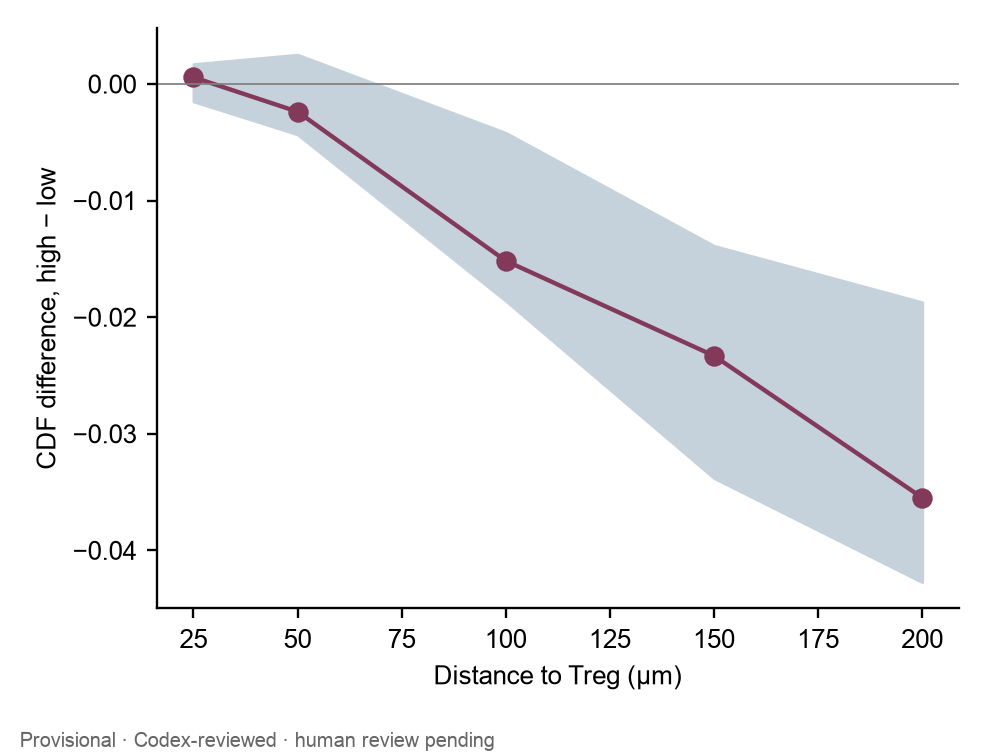 0.00
−0.01
−0.02
−0.03
−0.04
CDF difference, high − low
25 50 75 100 125 150 175 200
Distance to Treg (µm)
Provisional · Codex-reviewed · human review pending